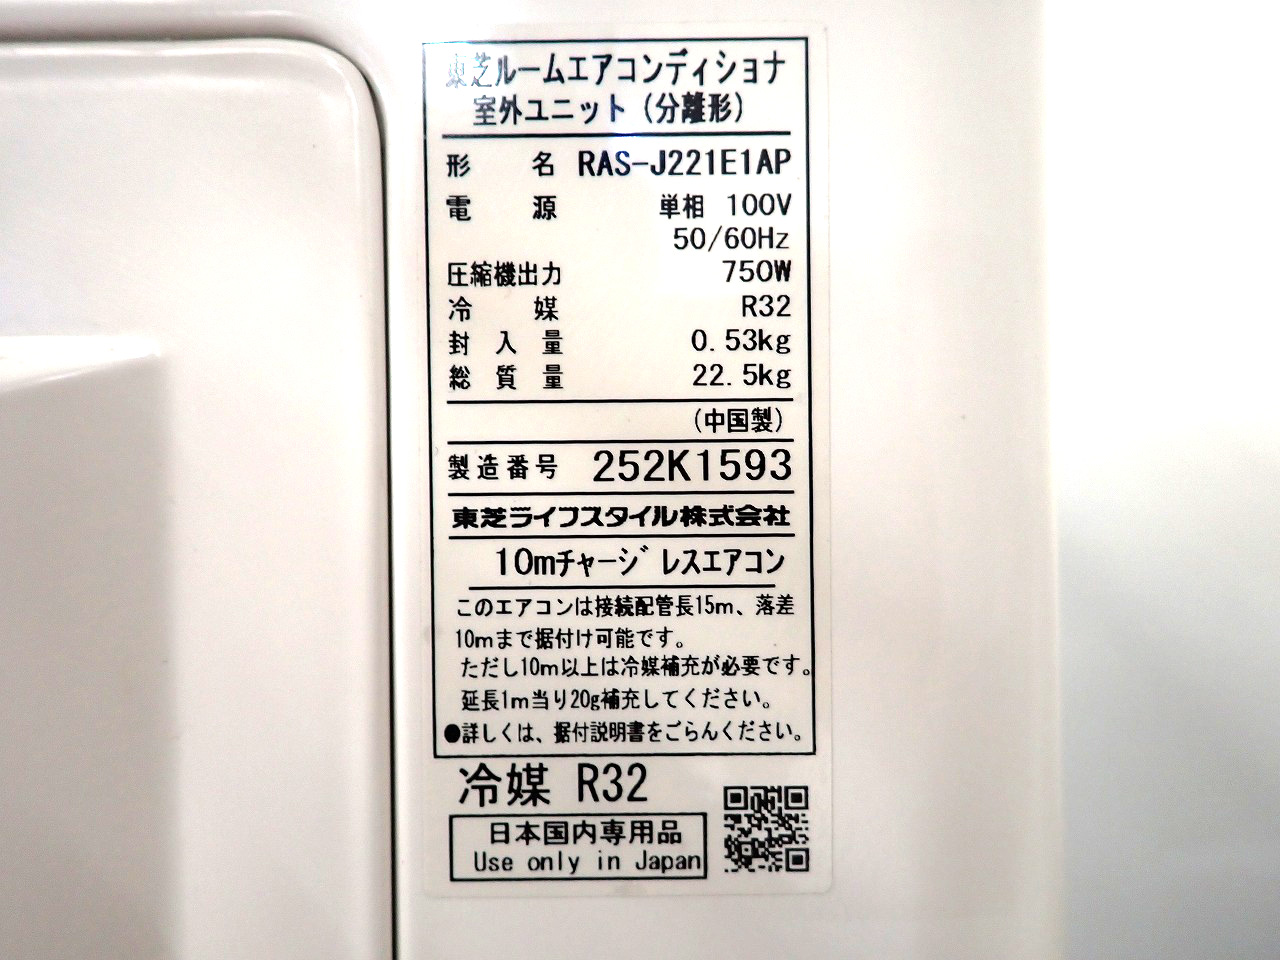 東芝ルームエアコンディショナ
室外ユニット（分離形）
形名 RAS-J221E1AP
電源 単相 100V
50/60Hz
圧縮機出力 750W
冷媒 R32
封入量 0.53kg
総質量 22.5kg
（中国製）
製造番号 252K1593
東芝ライフスタイル株式会社
10mチャージレスエアコン
このエアコンは接続配管長15m、落差
10mまで据付け可能です。
ただし10m以上は冷媒補充が必要です。
延長1m当り20g補充してください。
●詳しくは、据付説明書をごらんください。
冷媒 R32
日本国内専用品
Use only in Japan